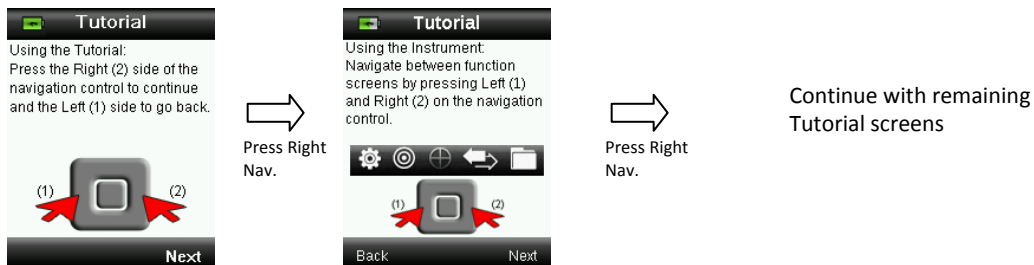 Tutorial
Using the Tutorial:
Press the Right (2) side of the
navigation control to continue
and the Left (1) side to go back.
(1)
(2)
Next
Press Right
Nav.
Tutorial
Using the Instrument:
Navigate between function
screens by pressing Left (1)
and Right (2) on the navigation
control.
(1)
(2)
Back
Next
Press Right
Nav.
Continue with remaining
Tutorial screens